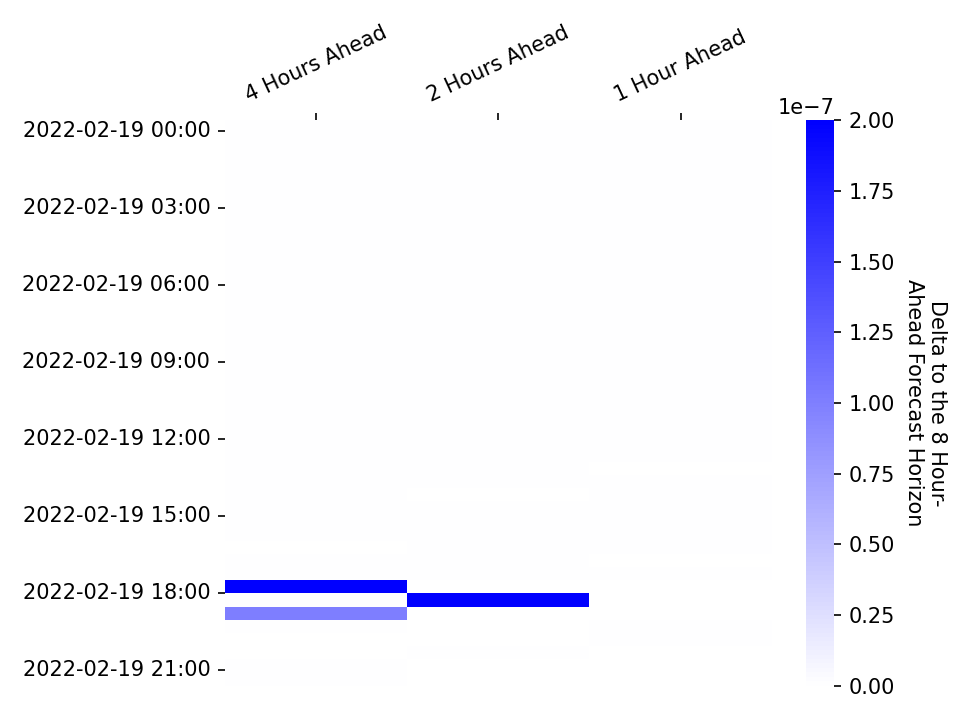 4 Hours Ahead
2 Hours Ahead
1 Hour Ahead
2022-02-19 00:00
2022-02-19 03:00
2022-02-19 06:00
2022-02-19 09:00
2022-02-19 12:00
2022-02-19 15:00
2022-02-19 18:00
2022-02-19 21:00
1e−7
2.00
1.75
1.50
1.25
1.00
0.75
0.50
0.25
0.00
Delta to the 8 Hour-
Ahead Forecast Horizon